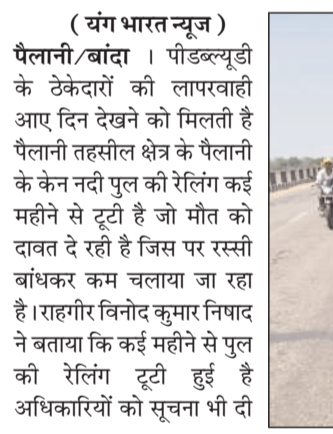 ( यंग भारत न्यूज )
पैलानी/बांदा । पीडब्ल्यूडी
के ठेकेदारों की लापरवाही
आए दिन देखने को मिलती है
पैलानी तहसील क्षेत्र के पैलानी
के केन नदी पुल की रेलिंग कई
महीने से टूटी है जो मौत को
दावत दे रही है जिस पर रस्सी
बांधकर कम चलाया जा रहा
है।राहगीर विनोद कुमार निषाद
ने बताया कि कई महीने से पुल
की रेलिंग टूटी हुई है
अधिकारियों को सूचना भी दी